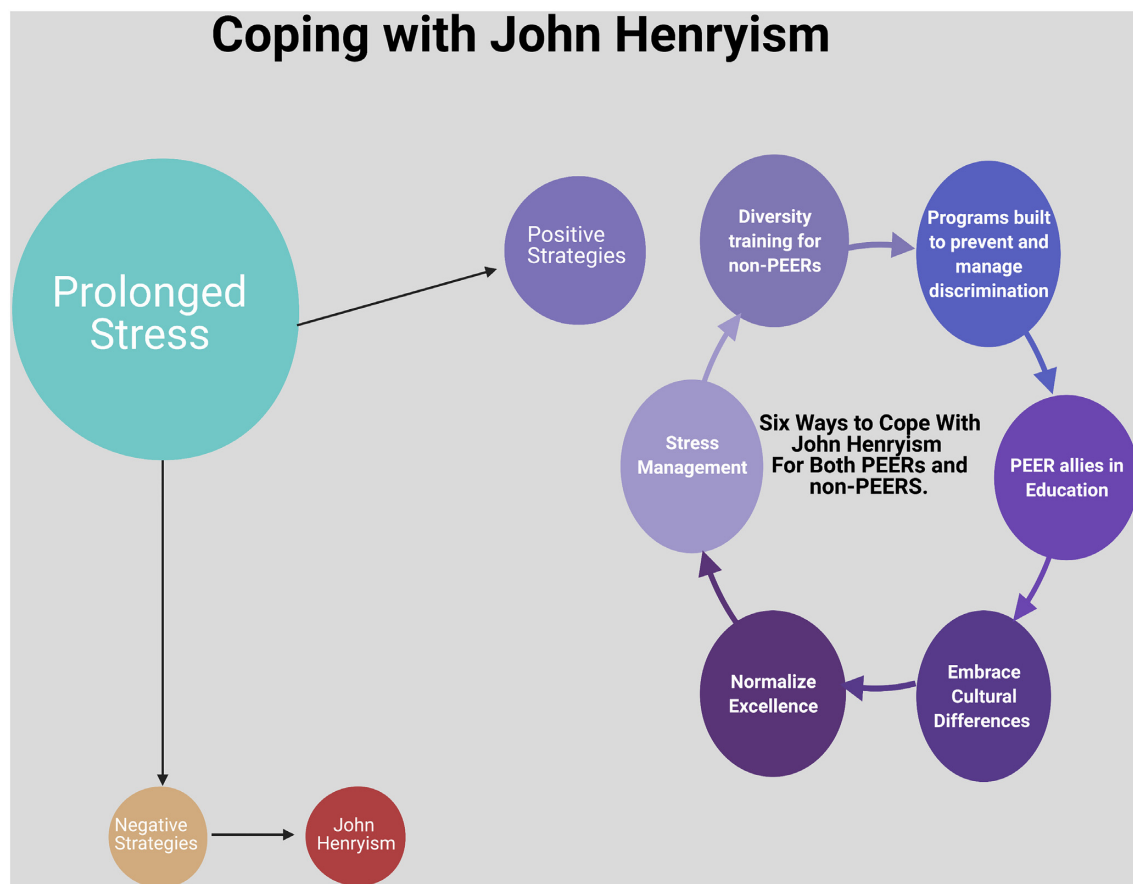 Coping with John Henryism
Prolonged
Stress
Positive
Strategies
Diversity
training for
non-PEERs
Programs built
to prevent and
manage
discrimination
PEER allies in
Education
Embrace
Cultural
Differences
Normalize
Excellence
Stress
Management
Six Ways to Cope With
John Henryism
For Both PEERs and
non-PEERS.
Negative
Strategies
John
Henryism